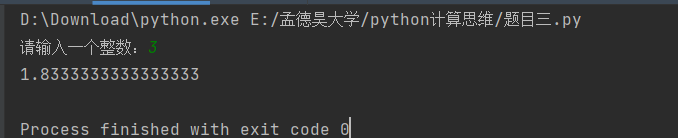 D:\Download\python.exe E:/孟德昊大学/python计算思维/题目三.py
请输入一个整数：3
1.8333333333333333
Process finished with exit code 0